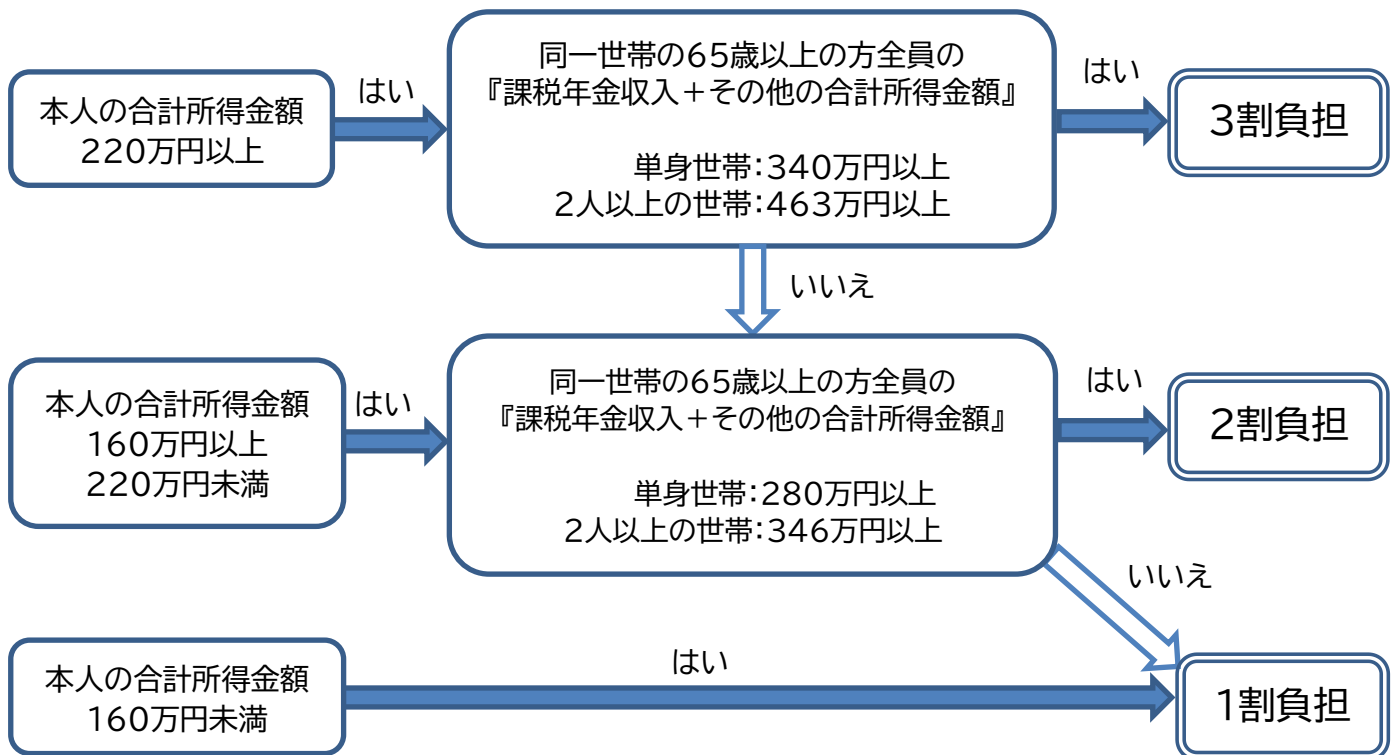 本人の合計所得金額
220万円以上
はい
同一世帯の65歳以上の方全員の
『課税年金収入+その他の合計所得金額』
単身世帯:340万円以上
2人以上の世帯:463万円以上
はい
3割負担
いいえ
本人の合計所得金額
160万円以上
220万円未満
はい
同一世帯の65歳以上の方全員の
『課税年金収入+その他の合計所得金額』
単身世帯:280万円以上
2人以上の世帯:346万円以上
はい
2割負担
いいえ
本人の合計所得金額
160万円未満
はい
1割負担